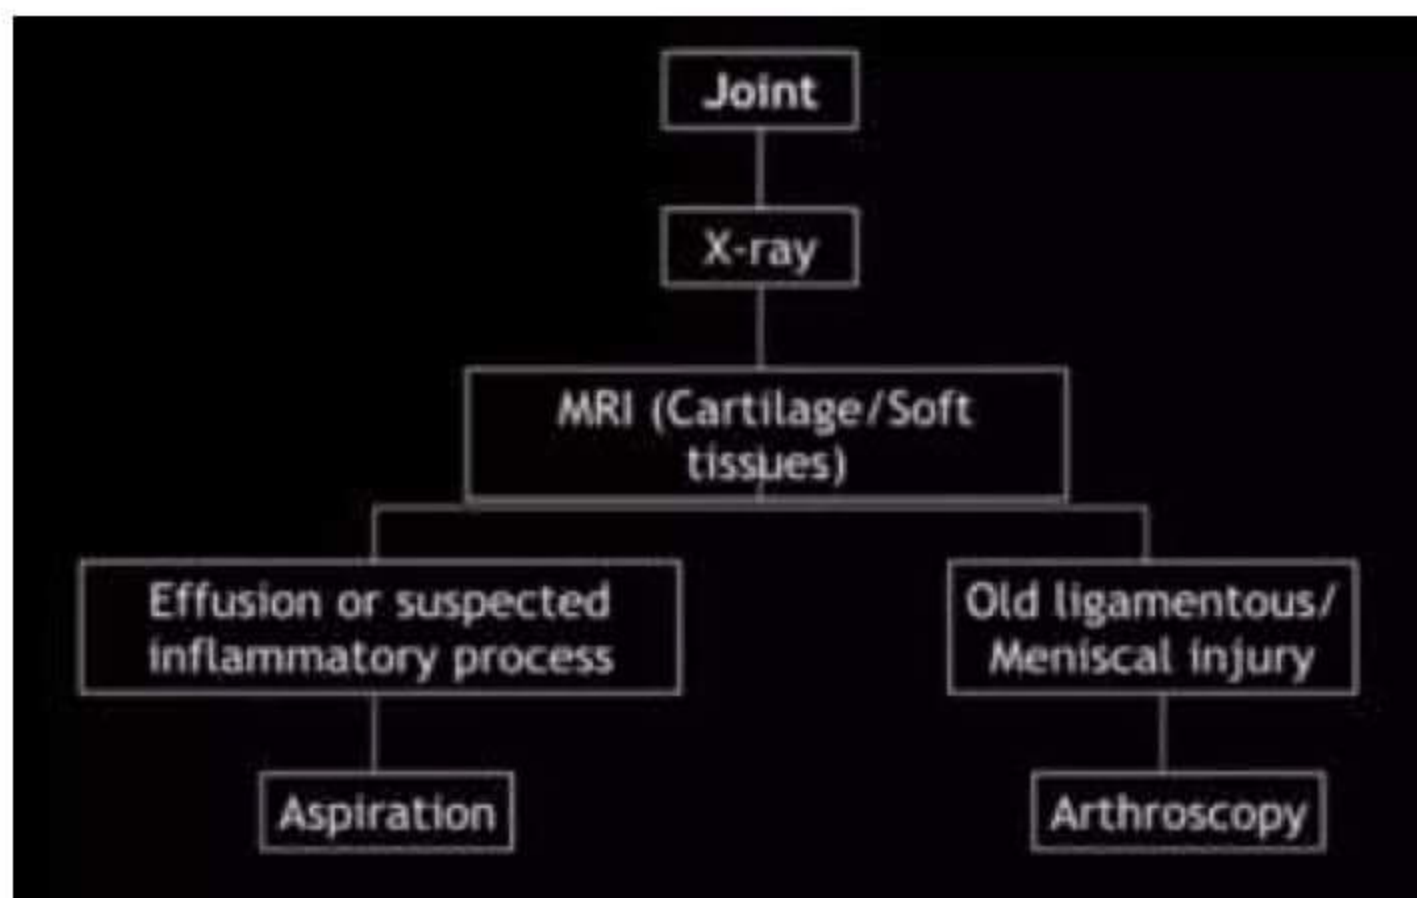 Joint
X-ray
MRI (Cartilage/Soft
tissues)
Effusion or suspected
inflammatory process
Old ligamentous/
Meniscal injury
Aspiration
Arthroscopy